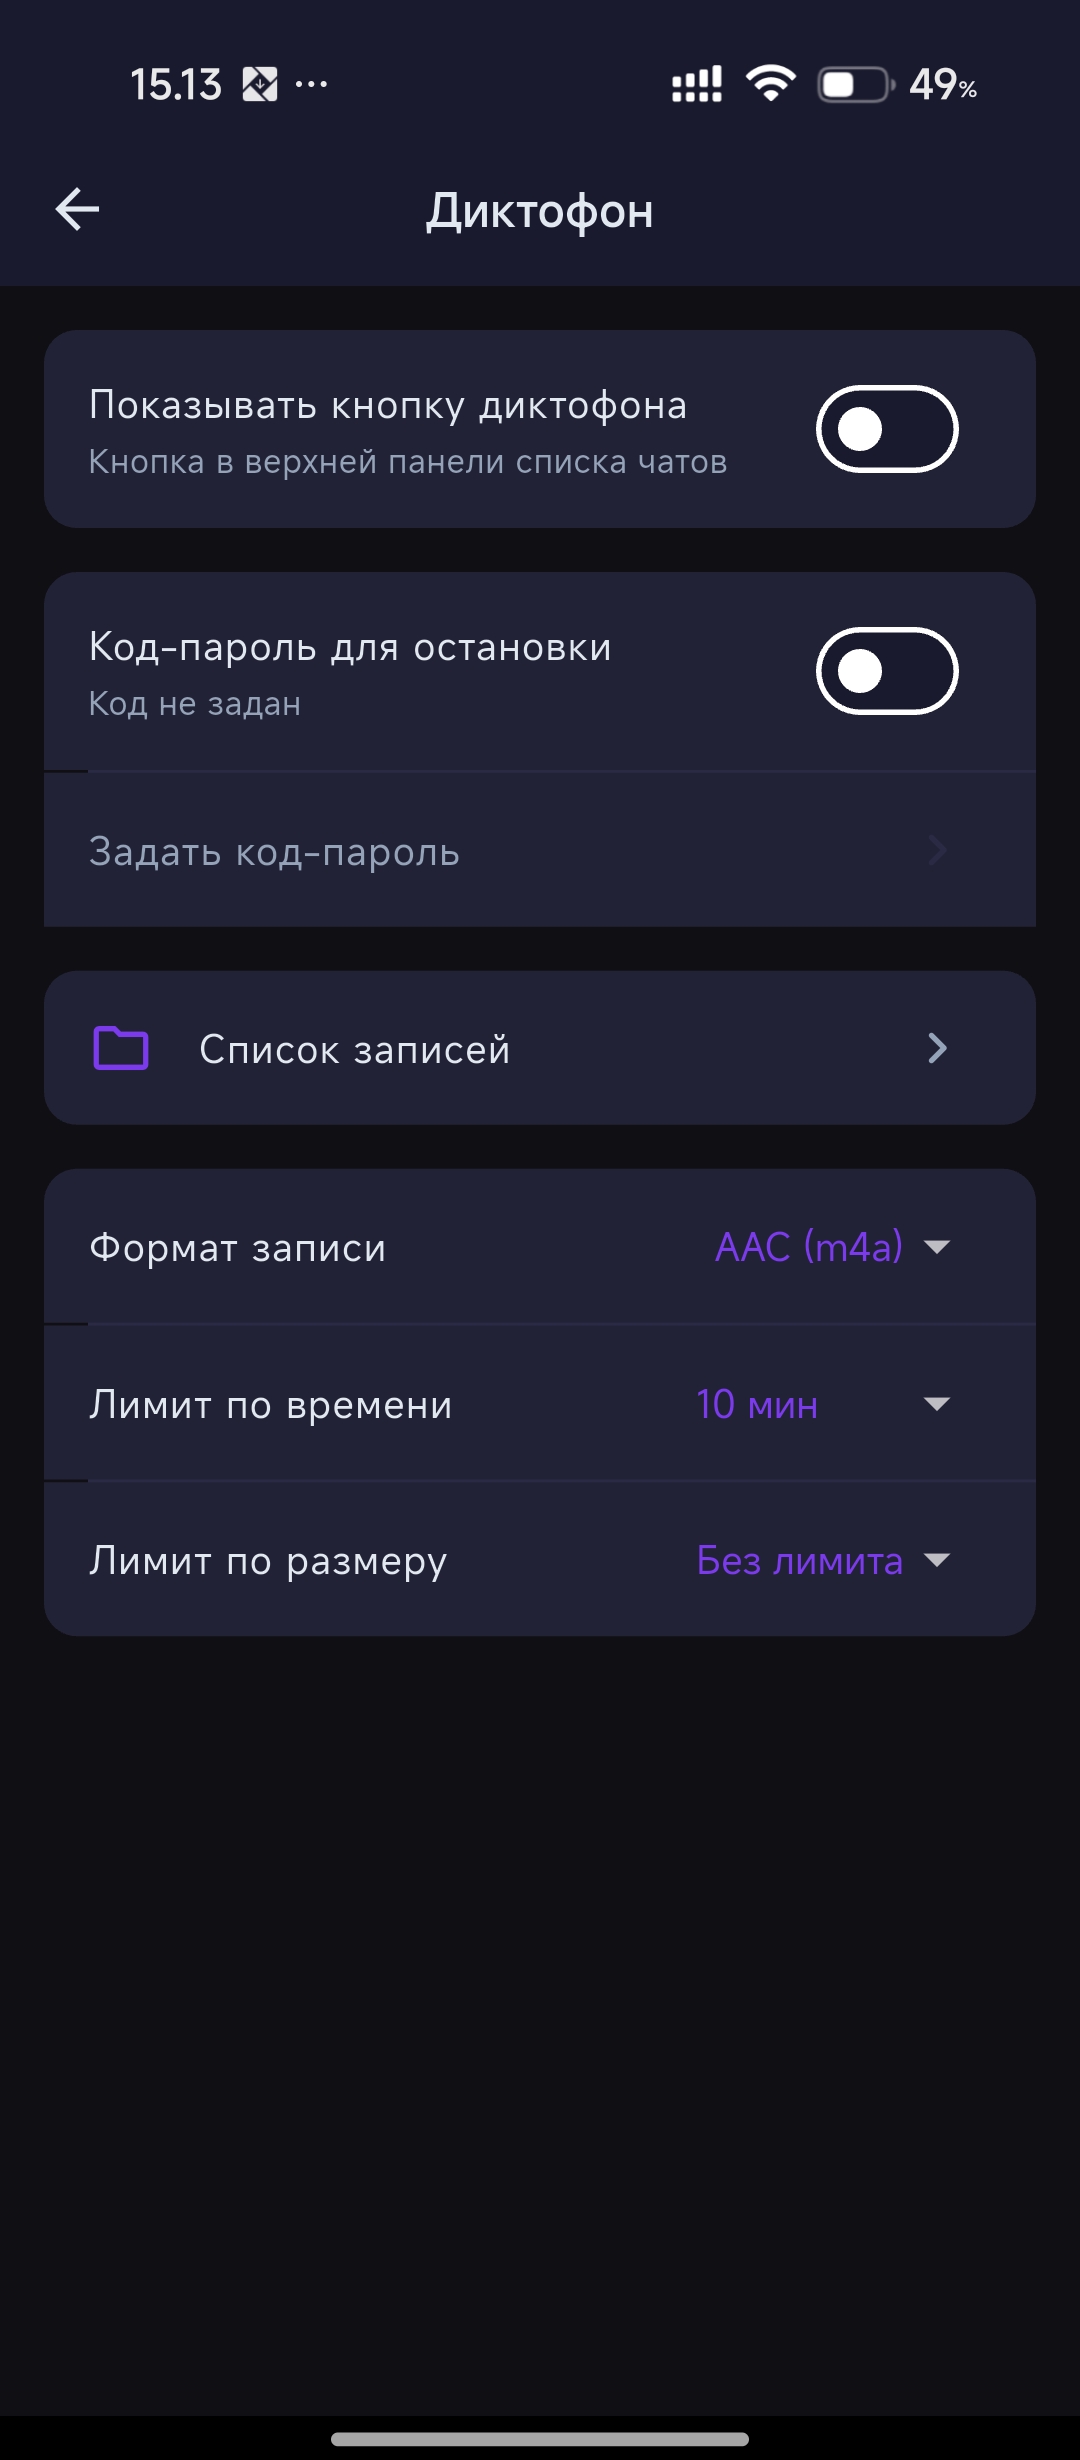 15.13 ... 49%
Диктофон
Показывать кнопку диктофона
Кнопка в верхней панели списка чатов
Код-пароль для остановки
Код не задан
Задать код-пароль
Список записей
Формат записи AAC (m4a)
Лимит по времени 10 мин
Лимит по размеру Без лимита